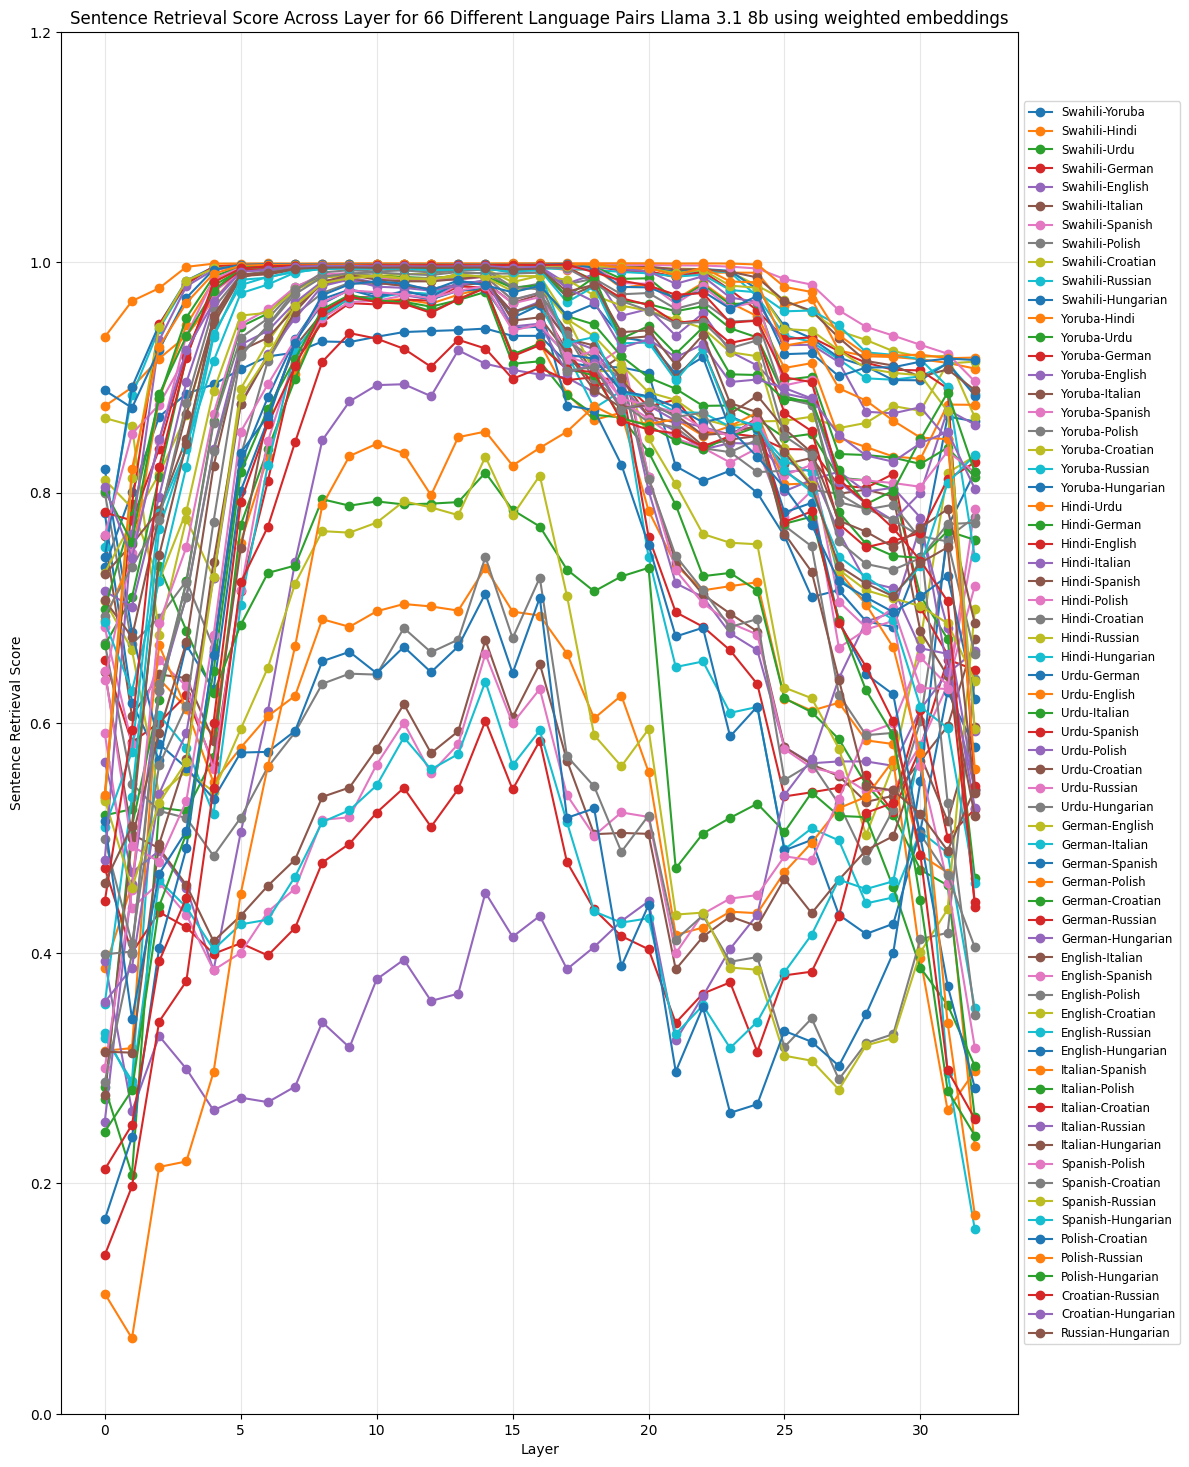 Sentence Retrieval Score Across Layer for 66 Different Language Pairs Llama 3.1 8b using weighted embeddings
1.2
1.0
0.8
0.6
0.4
0.2
0.0
Sentence Retrieval Score
0 5 10 15 20 25 30
Layer
Swahili-Yoruba
Swahili-Hindi
Swahili-Urdu
Swahili-German
Swahili-English
Swahili-Italian
Swahili-Spanish
Swahili-Polish
Swahili-Croatian
Swahili-Russian
Swahili-Hungarian
Yoruba-Hindi
Yoruba-Urdu
Yoruba-German
Yoruba-English
Yoruba-Italian
Yoruba-Spanish
Yoruba-Polish
Yoruba-Croatian
Yoruba-Russian
Yoruba-Hungarian
Hindi-Urdu
Hindi-German
Hindi-English
Hindi-Italian
Hindi-Spanish
Hindi-Polish
Hindi-Croatian
Hindi-Russian
Hindi-Hungarian
Urdu-German
Urdu-English
Urdu-Italian
Urdu-Spanish
Urdu-Polish
Urdu-Croatian
Urdu-Russian
Urdu-Hungarian
German-English
German-Italian
German-Spanish
German-Polish
German-Croatian
German-Russian
German-Hungarian
English-Italian
English-Spanish
English-Polish
English-Croatian
English-Russian
English-Hungarian
Italian-Spanish
Italian-Polish
Italian-Croatian
Italian-Russian
Italian-Hungarian
Spanish-Polish
Spanish-Croatian
Spanish-Russian
Spanish-Hungarian
Polish-Croatian
Polish-Russian
Polish-Hungarian
Croatian-Russian
Croatian-Hungarian
Russian-Hungarian